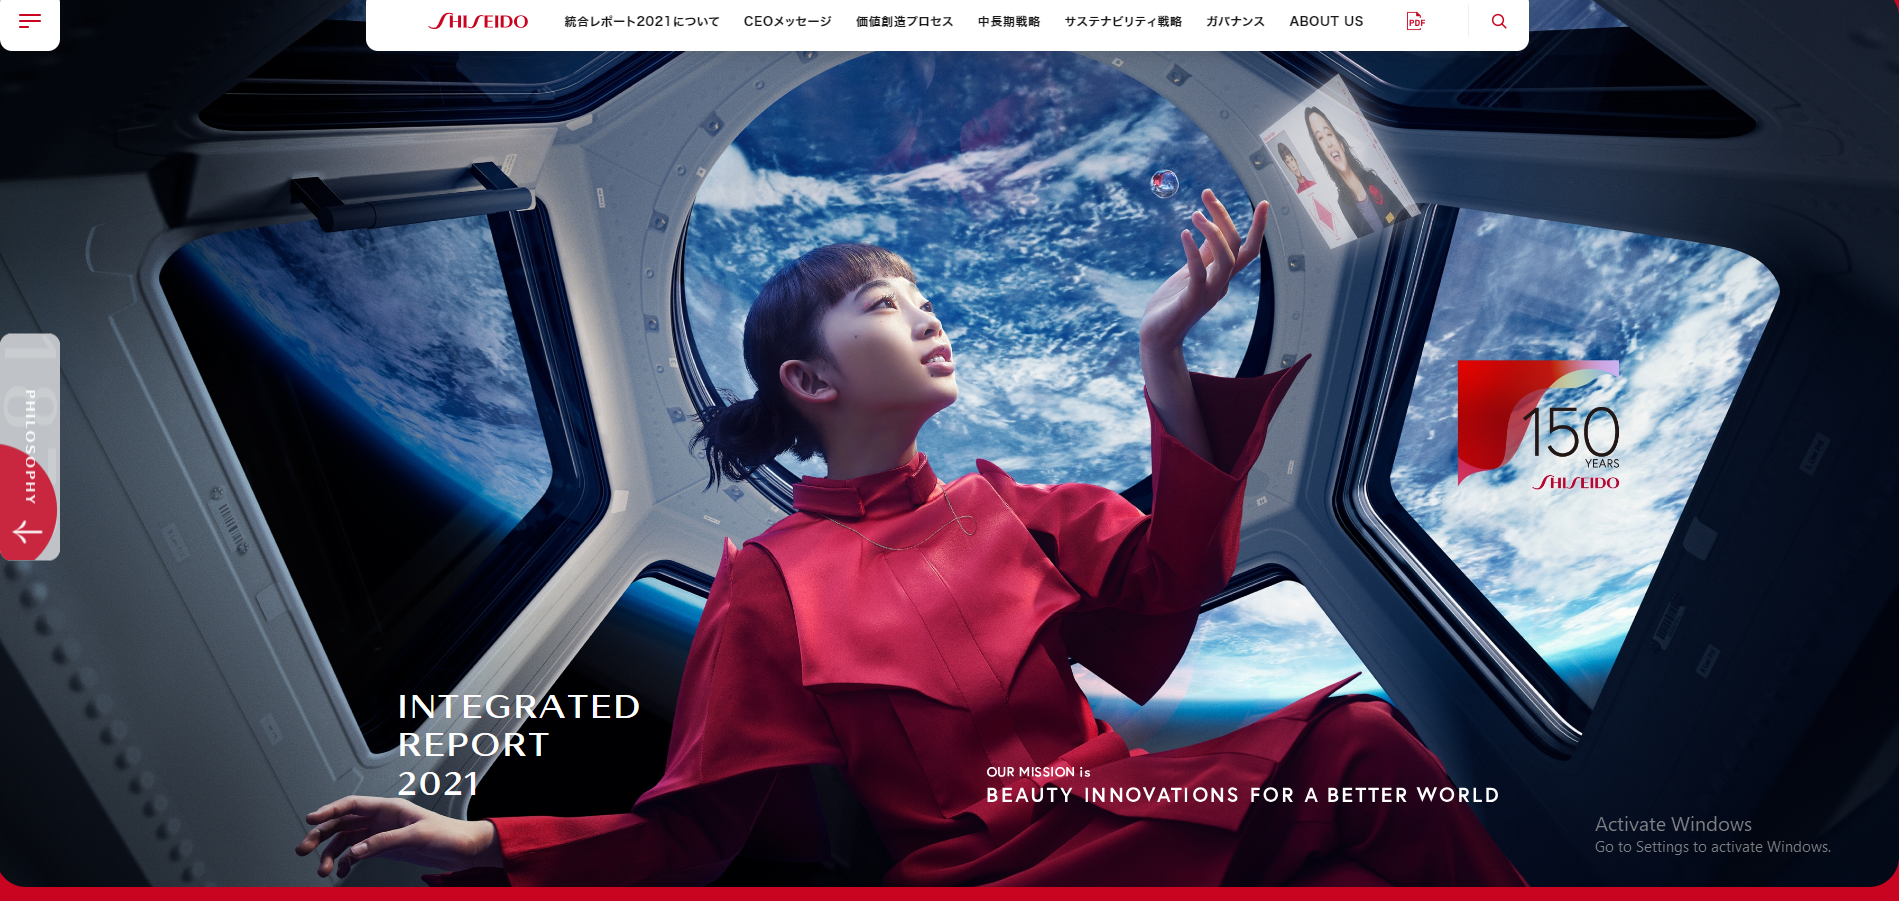 SHISEIDO
統合レポート2021について
CEOメッセージ
価値創造プロセス
中長期戦略
サステナビリティ戦略
ガバナンス
ABOUT US
PDF
PHILOSOPHY
150
YEARS
SHISEIDO
INTEGRATED
REPORT
2021
OUR MISSION is
BEAUTY INNOVATIONS FOR A BETTER WORLD
Activate Windows
Go to Settings to activate Windows.